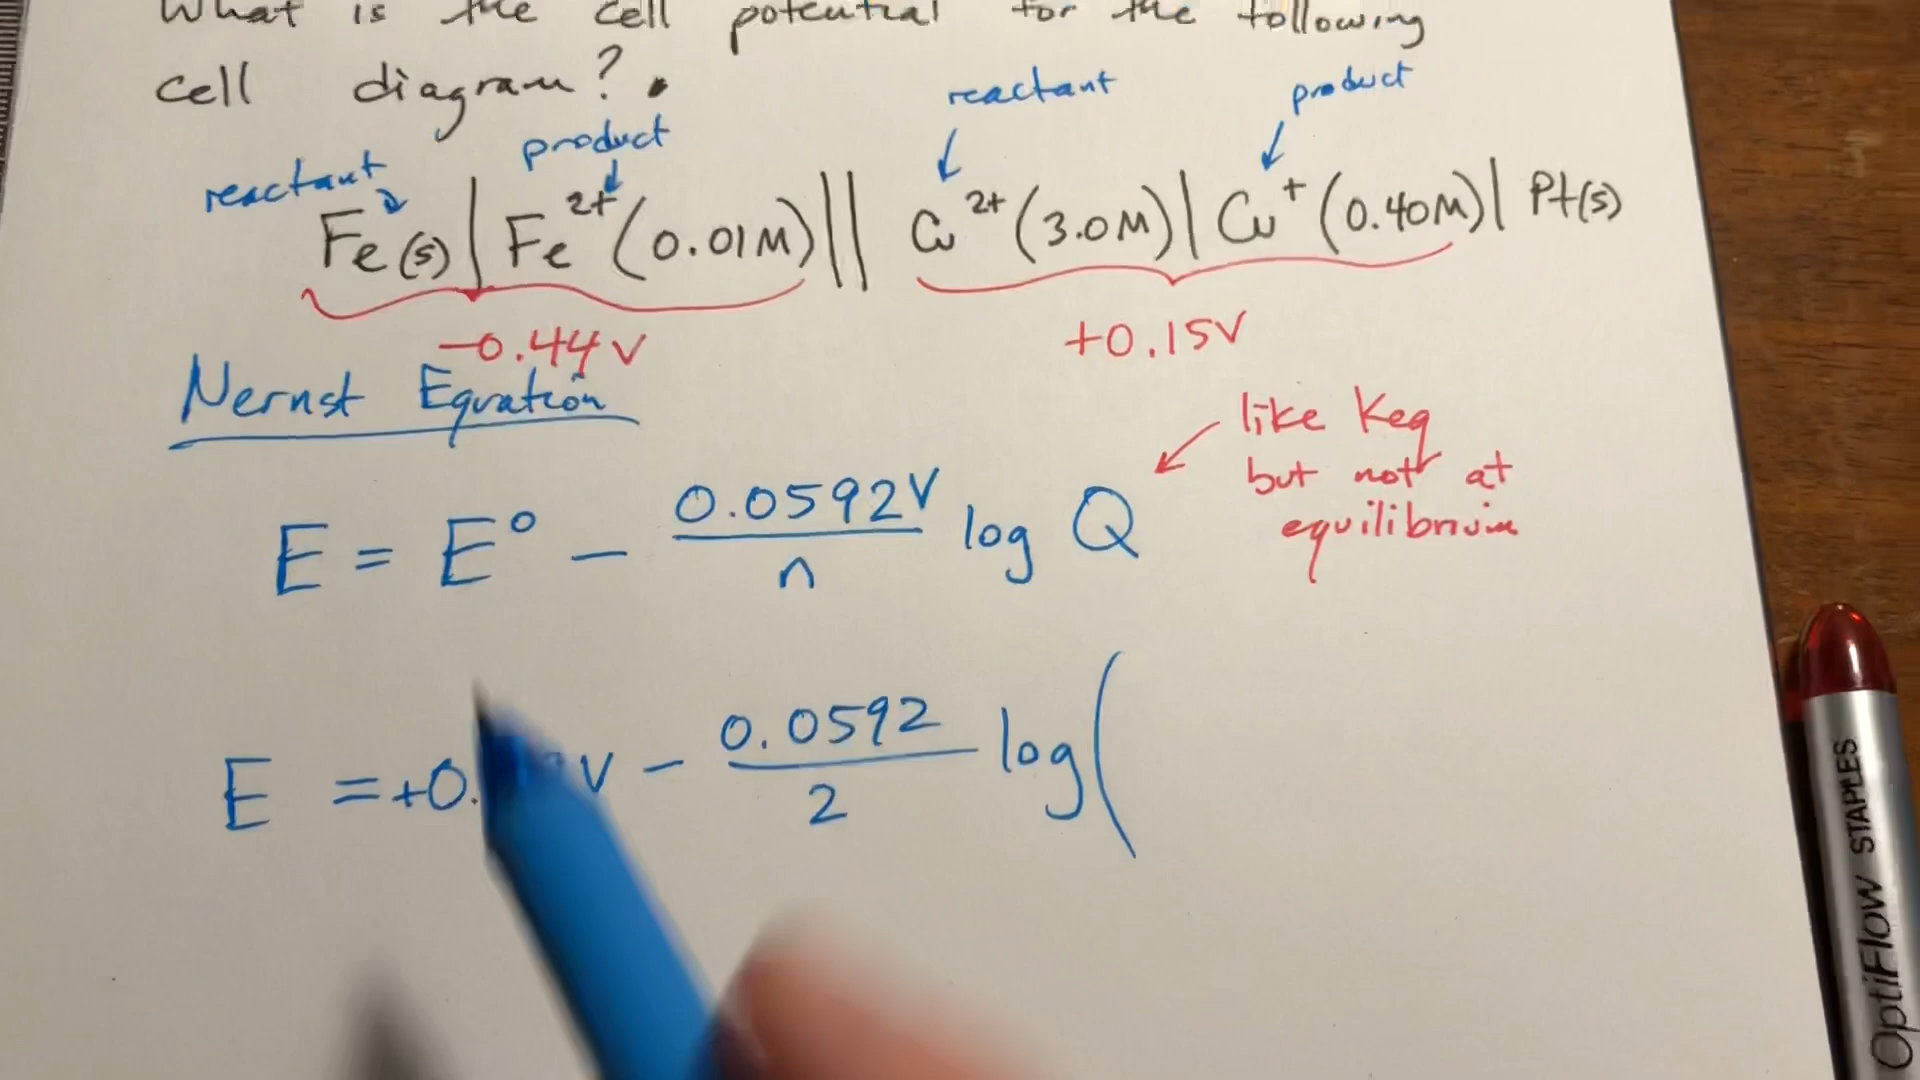 What is the cell potential for the following
cell diagram?
reactant product reactant product
Fe(s) | Fe²⁺ (0.01M) || Cu²⁺ (3.0M) | Cu⁺ (0.40M) | Pt(s)
-0.44V +0.15V
Nernst Equation
like Keq
but not at
equilibrium
E = E° - 0.0592V/n log Q
E = +0. V - 0.0592/2 log(
OptiFlow STAPLES